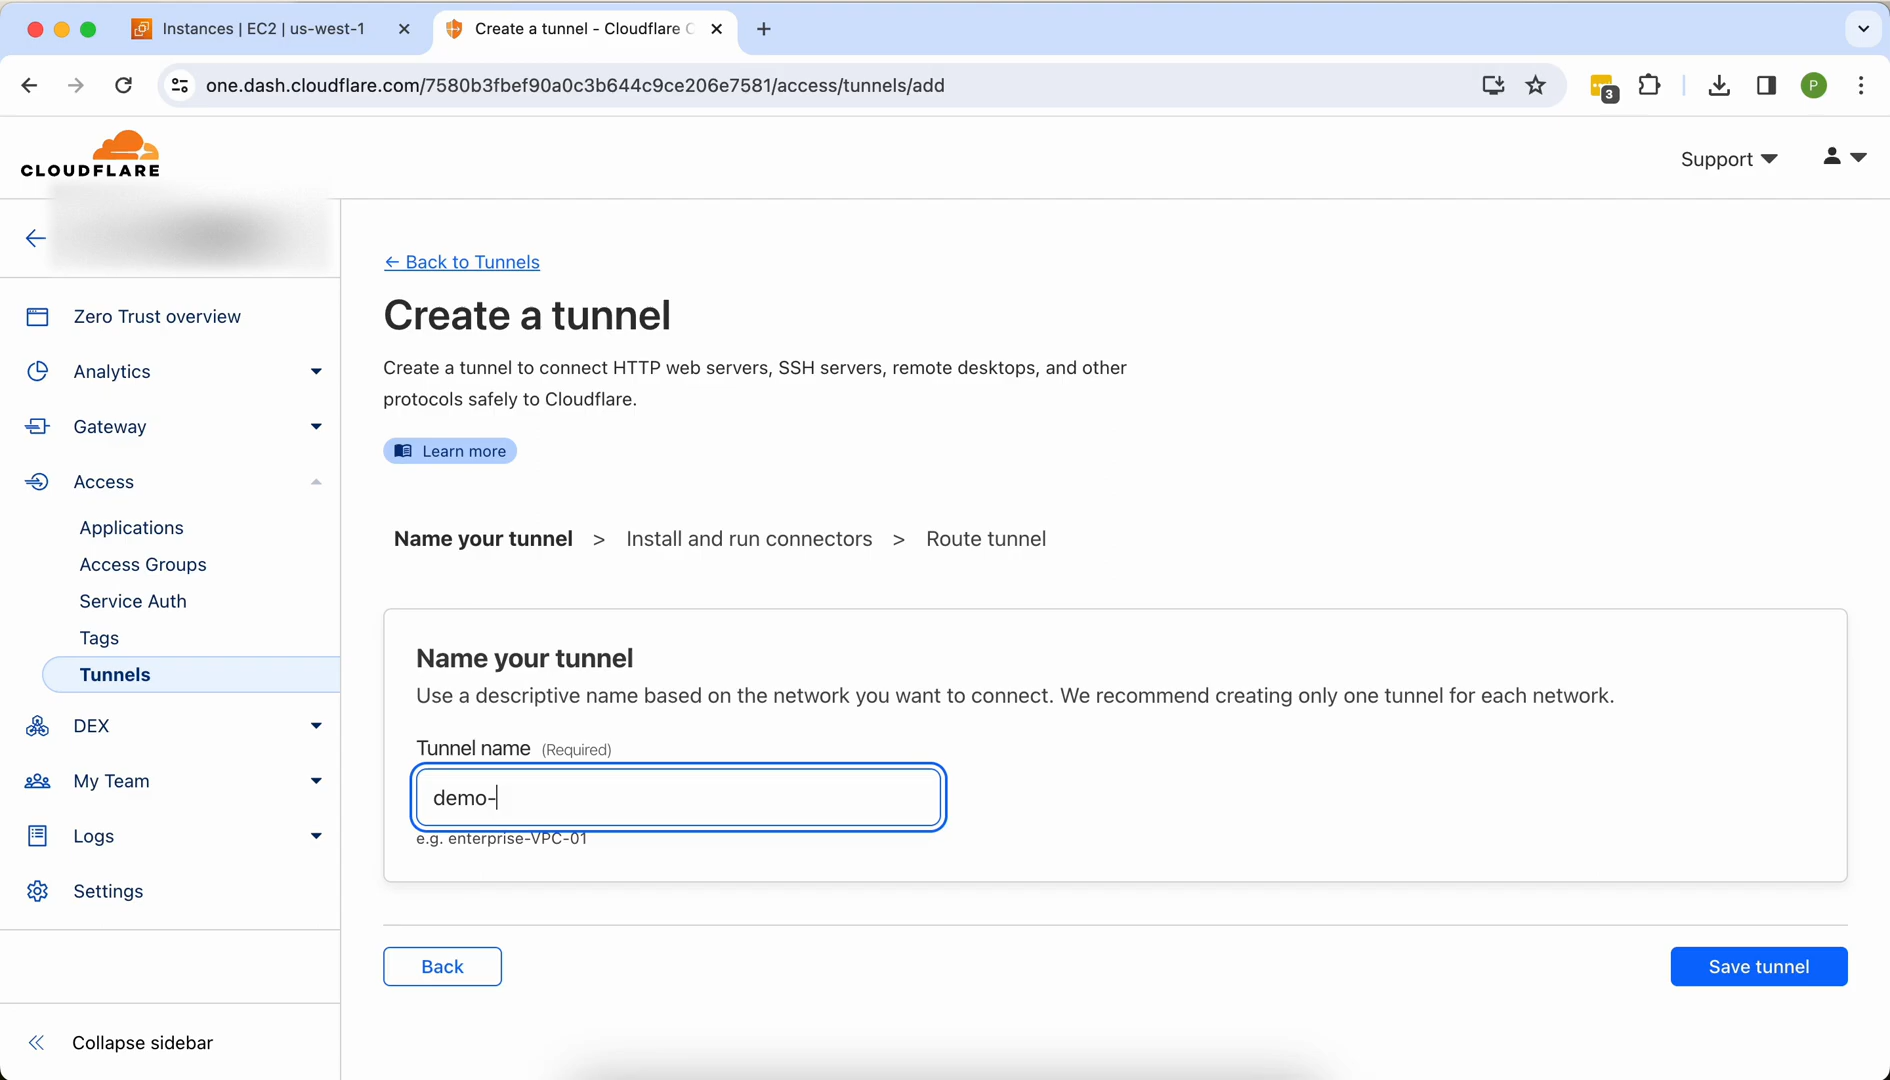 Instances | EC2 | us-west-1
Create a tunnel - Cloudflare
one.dash.cloudflare.com/7580b3fbef90a0c3b644c9ce206e7581/access/tunnels/add
3
P
CLOUDFLARE
Support
Zero Trust overview
Analytics
Gateway
Access
Applications
Access Groups
Service Auth
Tags
Tunnels
DEX
My Team
Logs
Settings
Collapse sidebar
← Back to Tunnels
Create a tunnel
Create a tunnel to connect HTTP web servers, SSH servers, remote desktops, and other
protocols safely to Cloudflare.
Learn more
Name your tunnel > Install and run connectors > Route tunnel
Name your tunnel
Use a descriptive name based on the network you want to connect. We recommend creating only one tunnel for each network.
Tunnel name (Required)
demo-
e.g. enterprise-VPC-01
Back
Save tunnel